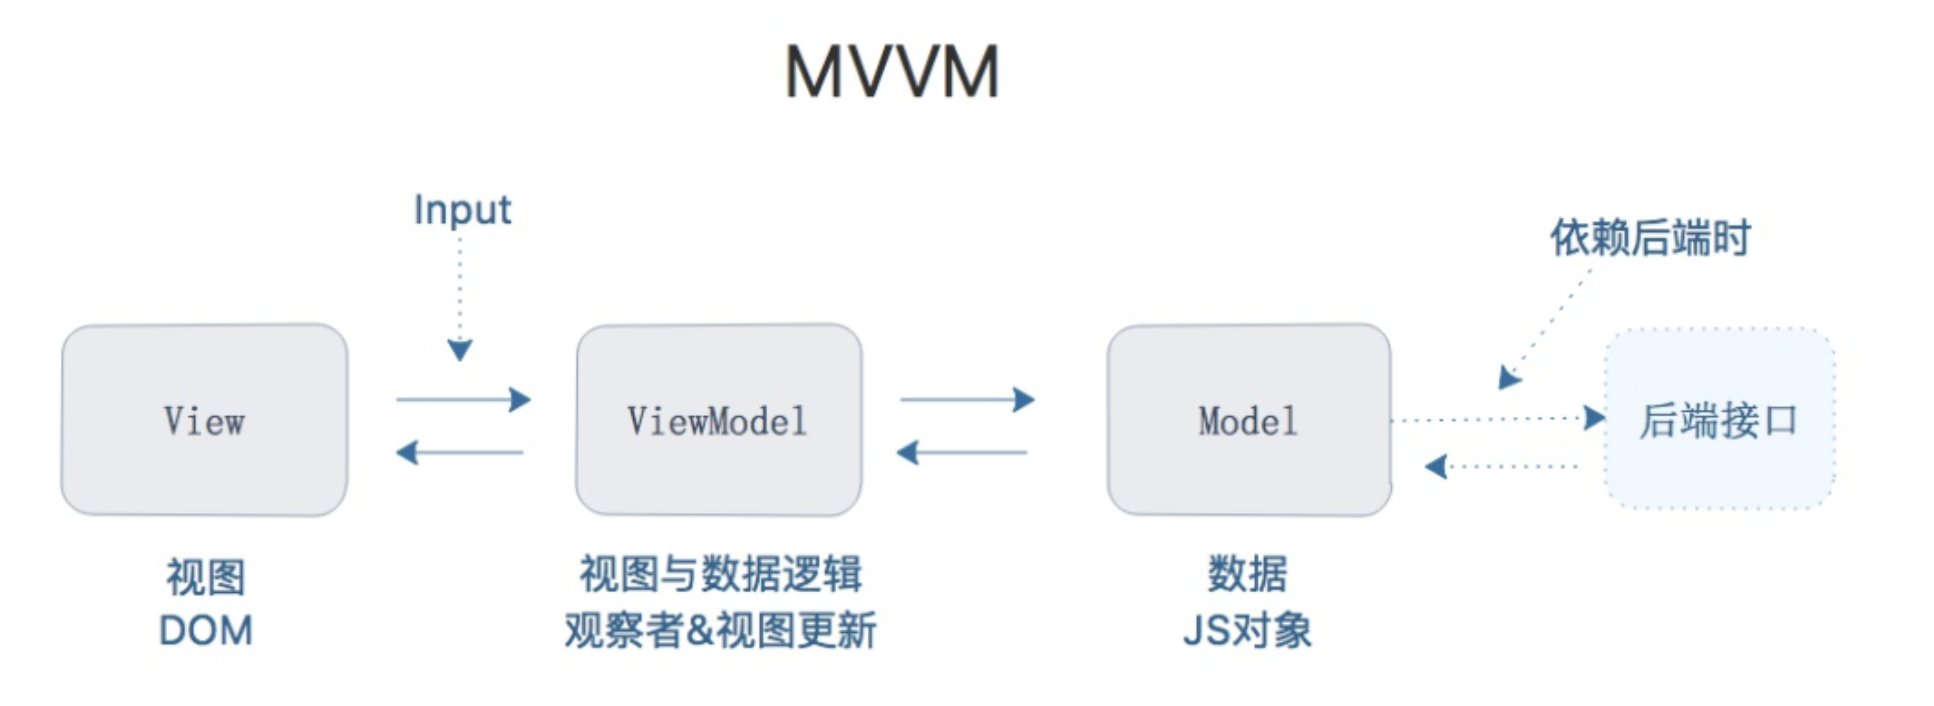 MVVM
Input
依赖后端时
View
ViewModel
Model
后端接口
视图
DOM
视图与数据逻辑
观察者&视图更新
数据
JS对象